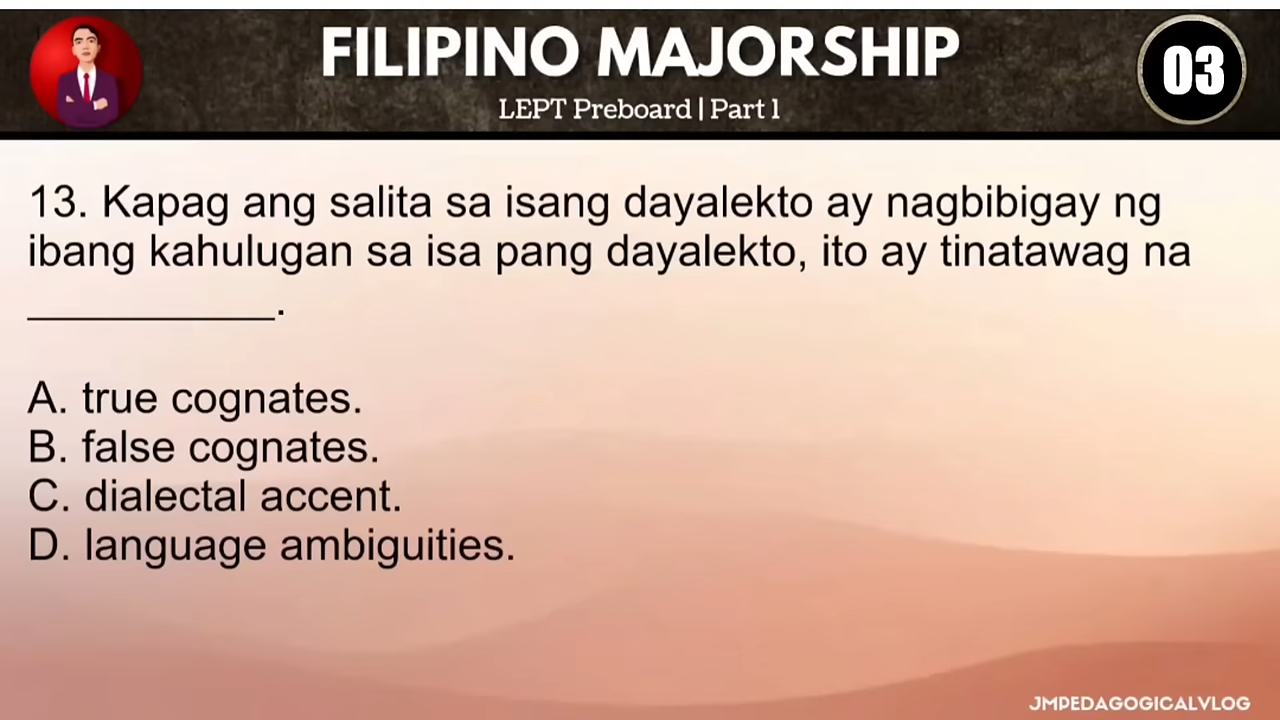 FILIPINO MAJORSHIP
LEPT Preboard | Part 1
03
13. Kapag ang salita sa isang dayalekto ay nagbibigay ng
ibang kahulugan sa isa pang dayalekto, ito ay tinatawag na
___________.
A. true cognates.
B. false cognates.
C. dialectal accent.
D. language ambiguities.
JMPEDAGOGICALVLOG